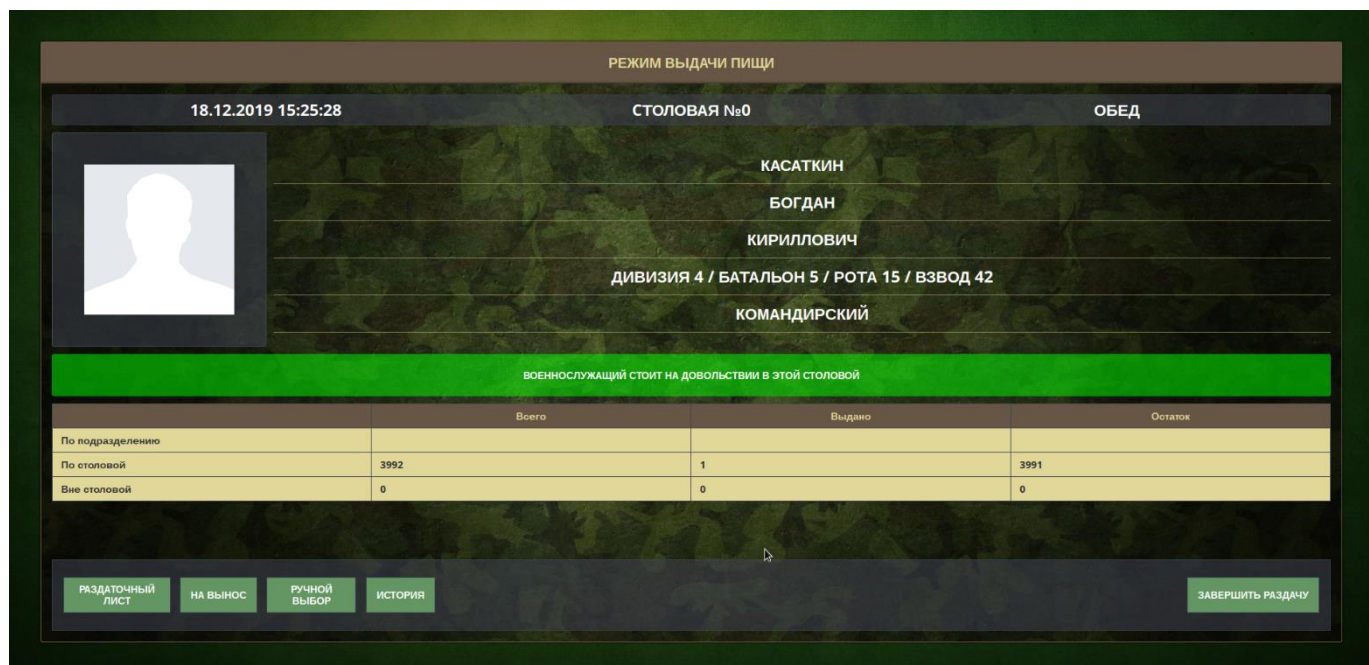 РЕЖИМ ВЫДАЧИ ПИЩИ
18.12.2019 15:25:28 СТОЛОВАЯ №0 ОБЕД
КАСАТКИН
БОГДАН
КИРИЛЛОВИЧ
ДИВИЗИЯ 4 / БАТАЛЬОН 5 / РОТА 15 / ВЗВОД 42
КОМАНДИРСКИЙ
ВОЕННОСЛУЖАЩИЙ СТОИТ НА ДОВОЛЬСТВИИ В ЭТОЙ СТОЛОВОЙ
Всего Выдано Остаток
По подразделению
По столовой 3992 1 3991
Вне столовой 0 0 0
РАЗДАТОЧНЫЙ
ЛИСТ
НА ВЫНОС
РУЧНОЙ
ВЫБОР
ИСТОРИЯ
ЗАВЕРШИТЬ РАЗДАЧУ